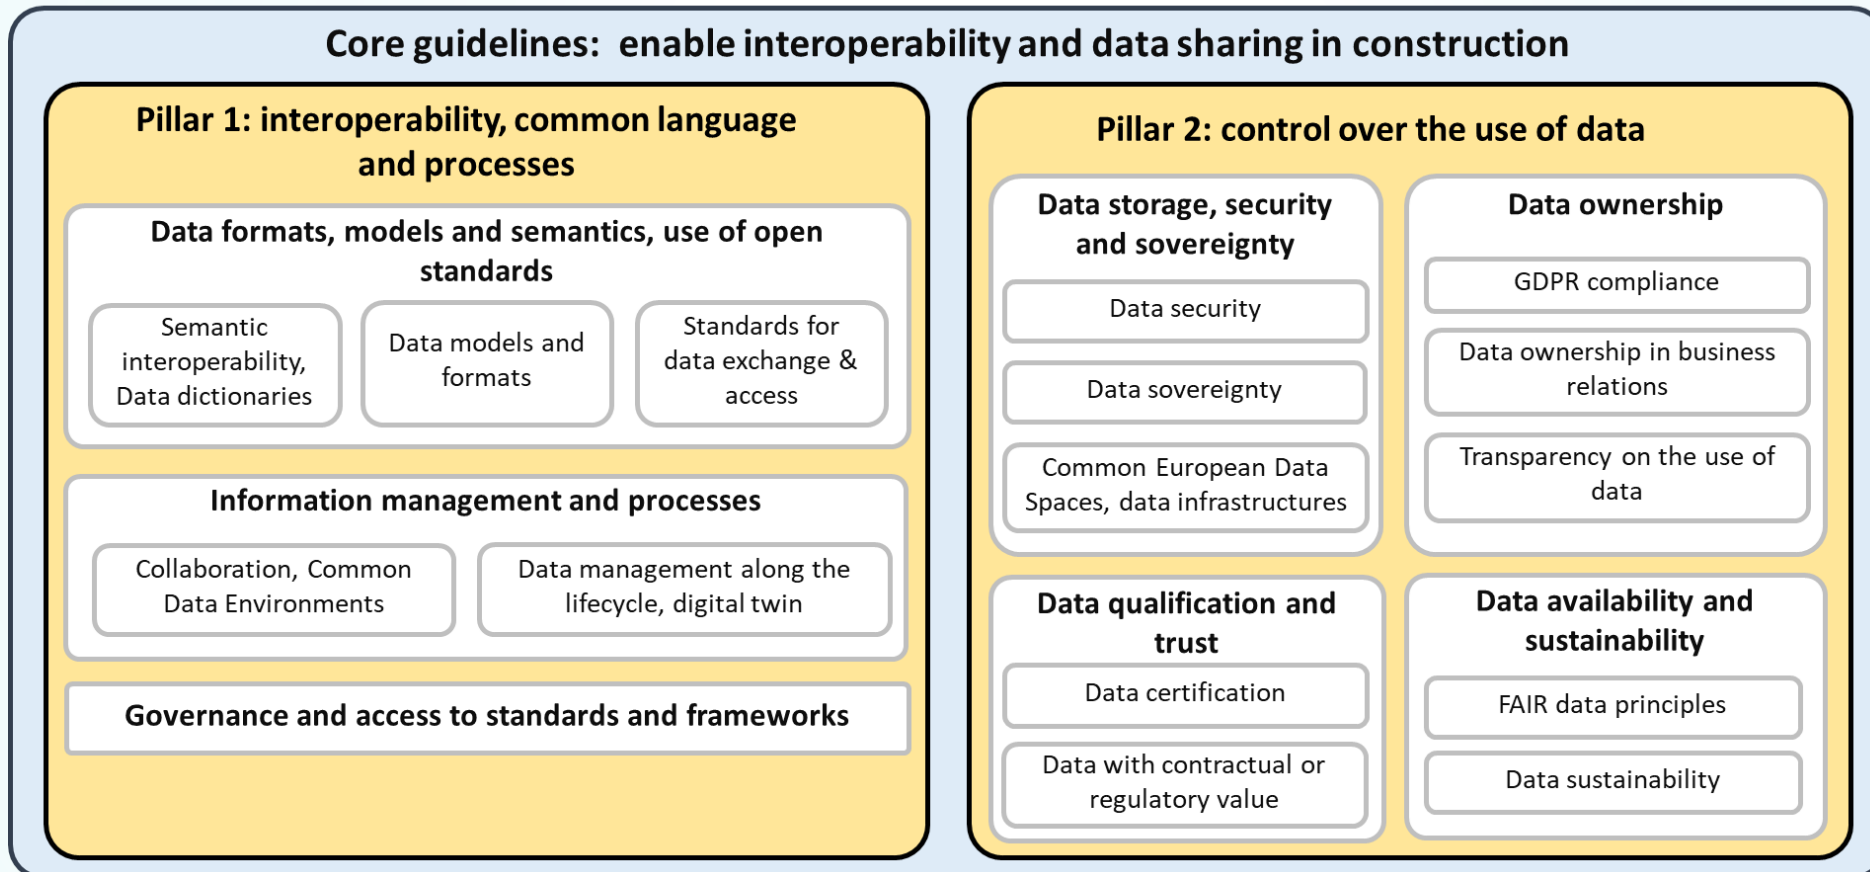 Core guidelines: enable interoperability and data sharing in construction
Pillar 1: interoperability, common language
and processes
Data formats, models and semantics, use of open
standards
Semantic
interoperability,
Data dictionaries
Data models and
formats
Standards for
data exchange &
access
Information management and processes
Collaboration, Common
Data Environments
Data management along the
lifecycle, digital twin
Governance and access to standards and frameworks
Pillar 2: control over the use of data
Data storage, security
and sovereignty
Data security
Data sovereignty
Common European Data
Spaces, data infrastructures
Data ownership
GDPR compliance
Data ownership in business
relations
Transparency on the use of
data
Data qualification and
trust
Data certification
Data with contractual or
regulatory value
Data availability and
sustainability
FAIR data principles
Data sustainability